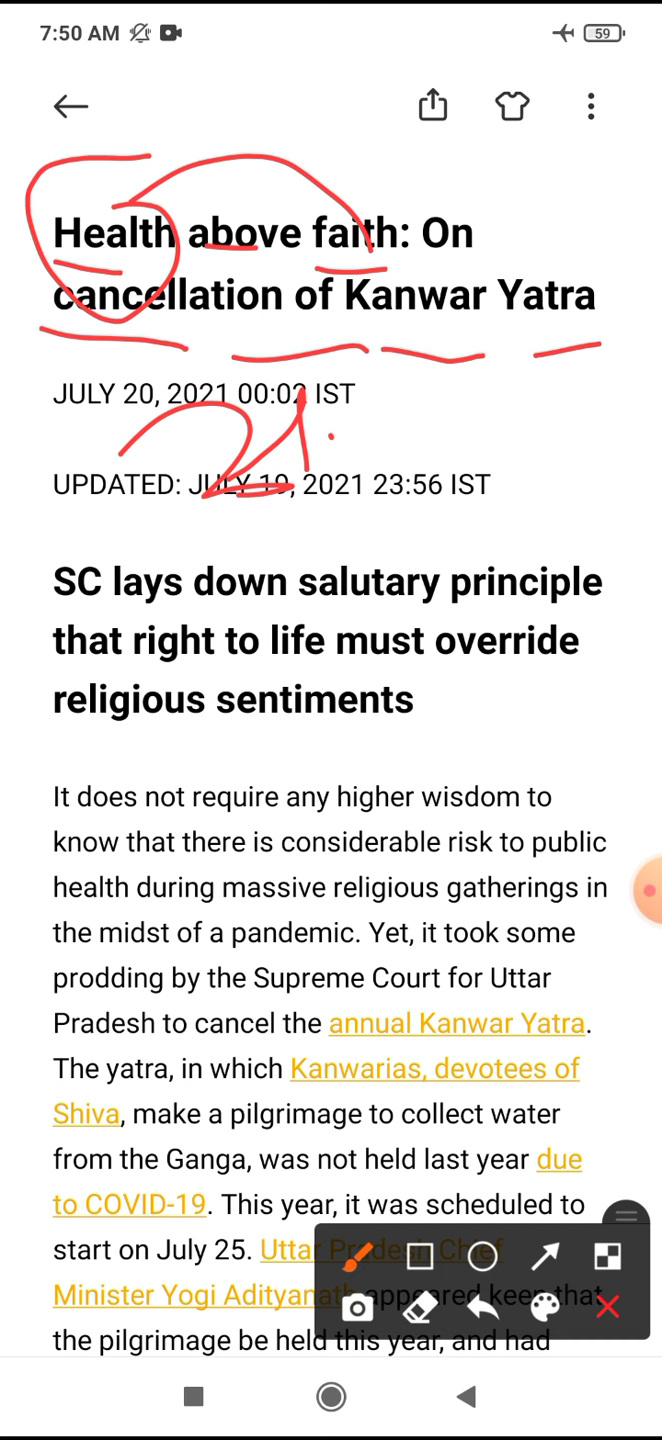 7:50 AM
59
Health above faith: On
cancellation of Kanwar Yatra
JULY 20, 2021 00:02 IST
21.
UPDATED: JULY 19, 2021 23:56 IST
SC lays down salutary principle
that right to life must override
religious sentiments
It does not require any higher wisdom to
know that there is considerable risk to public
health during massive religious gatherings in
the midst of a pandemic. Yet, it took some
prodding by the Supreme Court for Uttar
Pradesh to cancel the annual Kanwar Yatra.
The yatra, in which Kanwarias, devotees of
Shiva, make a pilgrimage to collect water
from the Ganga, was not held last year due
to COVID-19. This year, it was scheduled to
start on July 25. Uttar Pradesh Chief
Minister Yogi Adityanath appeared keen that
the pilgrimage be held this year, and had